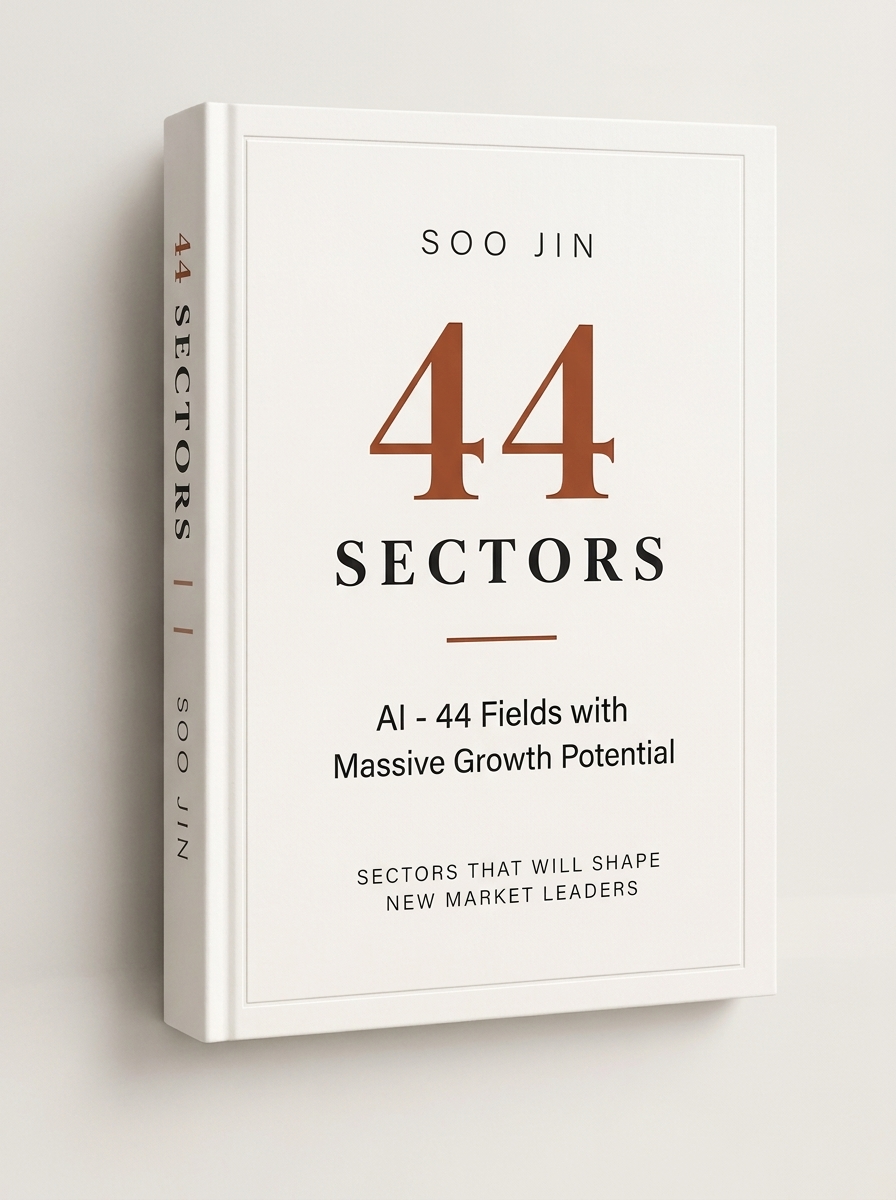 44 SECTORS
SOO JIN
SOO JIN
44
SECTORS
AI - 44 Fields with
Massive Growth Potential
SECTORS THAT WILL SHAPE
NEW MARKET LEADERS